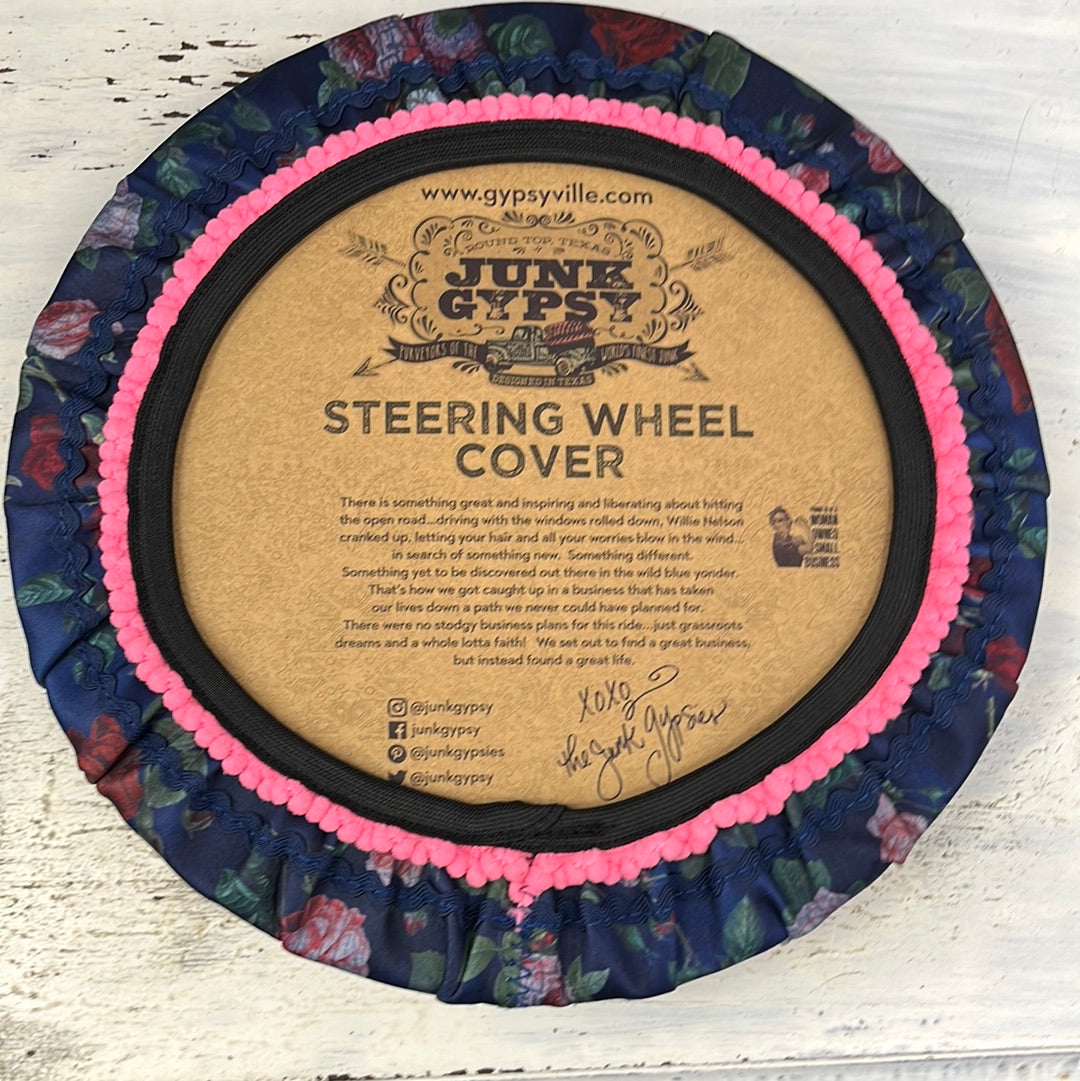 www.gypsyville.com
ROUND TOP, TEXAS
JUNK
GYPSY
PURVEYORS OF THE WORLD'S FINEST JUNK
DESIGNED IN TEXAS
STEERING WHEEL
COVER
There is something great and inspiring and liberating about hitting
the open road...driving with the windows rolled down, Willie Nelson
cranked up, letting your hair and all your worries blow in the wind...
in search of something new. Something different.
Something yet to be discovered out there in the wild blue yonder.
That's how we got caught up in a business that has taken
our lives down a path we never could have planned for.
There were no stodgy business plans for this ride...just grassroots
dreams and a whole lotta faith! We set out to find a great business,
but instead found a great life.
WOMAN
OWNED
SMALL
BUSINESS
xoxo
the Junk Gypsies
@junkgypsy
junkgypsy
@junkgypsies
@junkgypsy